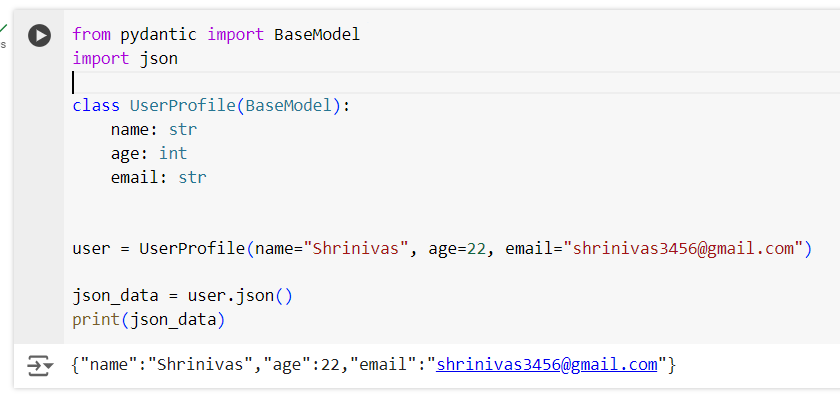 from pydantic import BaseModel
import json
class UserProfile(BaseModel):
    name: str
    age: int
    email: str
user = UserProfile(name="Shrinivas", age=22, email="shrinivas3456@gmail.com")
json_data = user.json()
print(json_data)
{"name":"Shrinivas","age":22,"email":"shrinivas3456@gmail.com"}